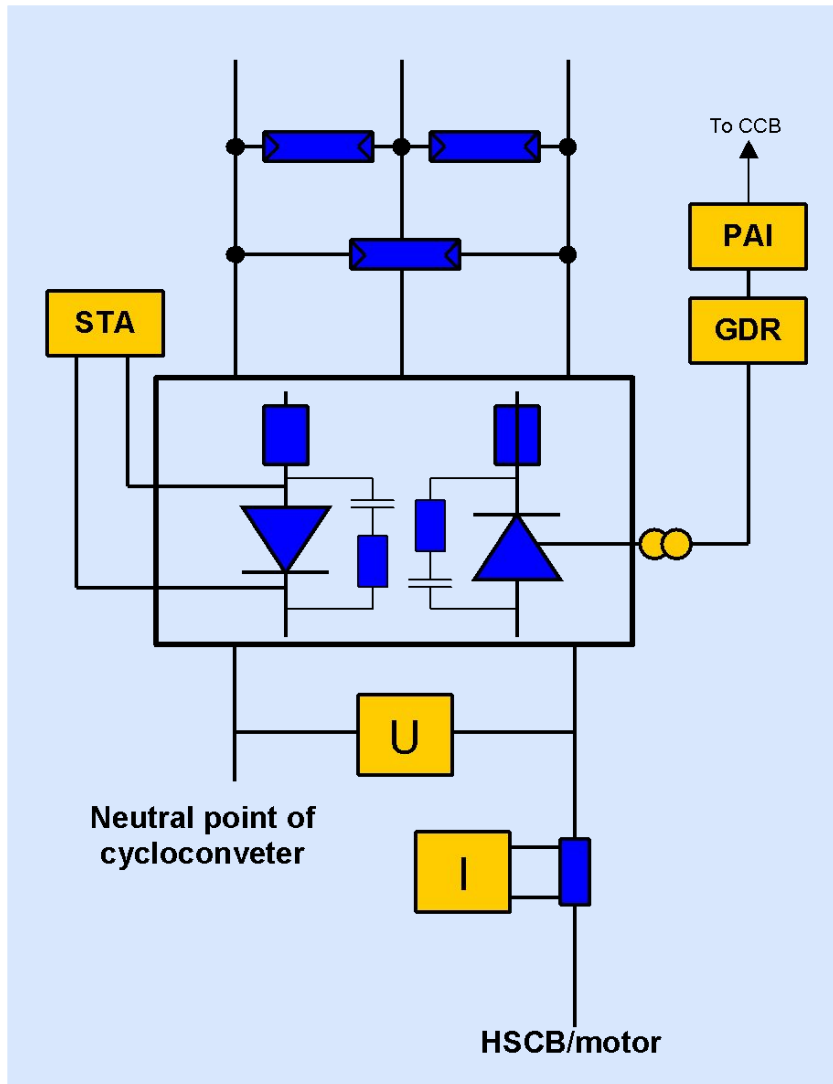 To CCB
PAI
GDR
STA
U
Neutral point of
cycloconveter
I
HSCB/motor